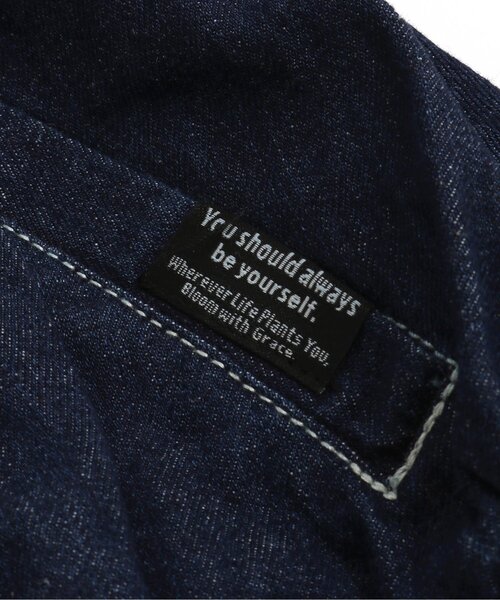 You should always
be yourself.
Wherever Life Plants You,
Bloom with Grace.